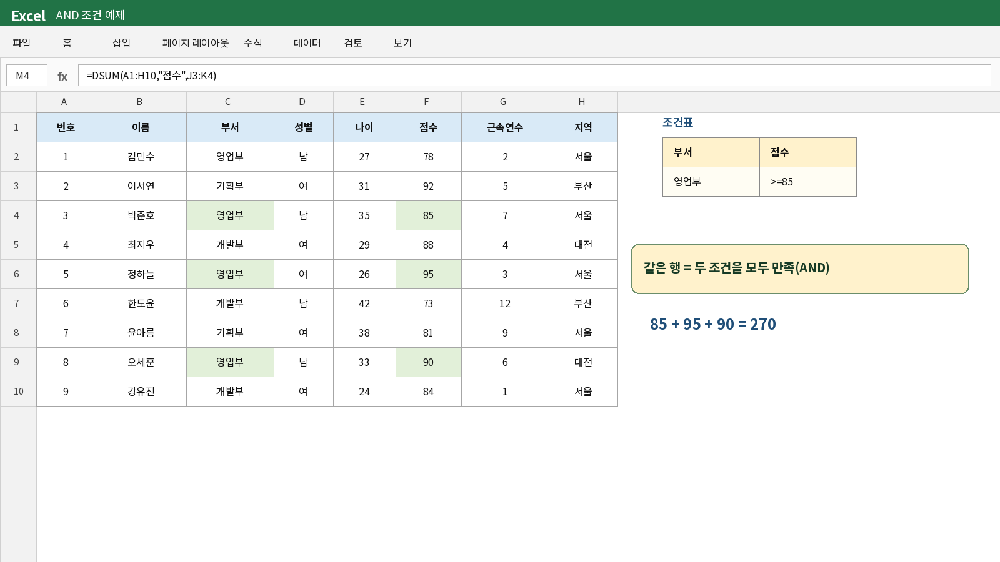 Excel AND 조건 예제
파일 홈 삽입 페이지 레이아웃 수식 데이터 검토 보기
M4 fx =DSUM(A1:H10,"점수",J3:K4)
A B C D E F G H
1 번호 이름 부서 성별 나이 점수 근속연수 지역
2 1 김민수 영업부 남 27 78 2 서울
3 2 이서연 기획부 여 31 92 5 부산
4 3 박준호 영업부 남 35 85 7 서울
5 4 최지우 개발부 여 29 88 4 대전
6 5 정하늘 영업부 여 26 95 3 서울
7 6 한도윤 개발부 남 42 73 12 부산
8 7 윤아름 기획부 여 38 81 9 서울
9 8 오세훈 영업부 남 33 90 6 대전
10 9 강유진 개발부 여 24 84 1 서울
조건표
부서 점수
영업부 >=85
같은 행 = 두 조건을 모두 만족(AND)
85 + 95 + 90 = 270